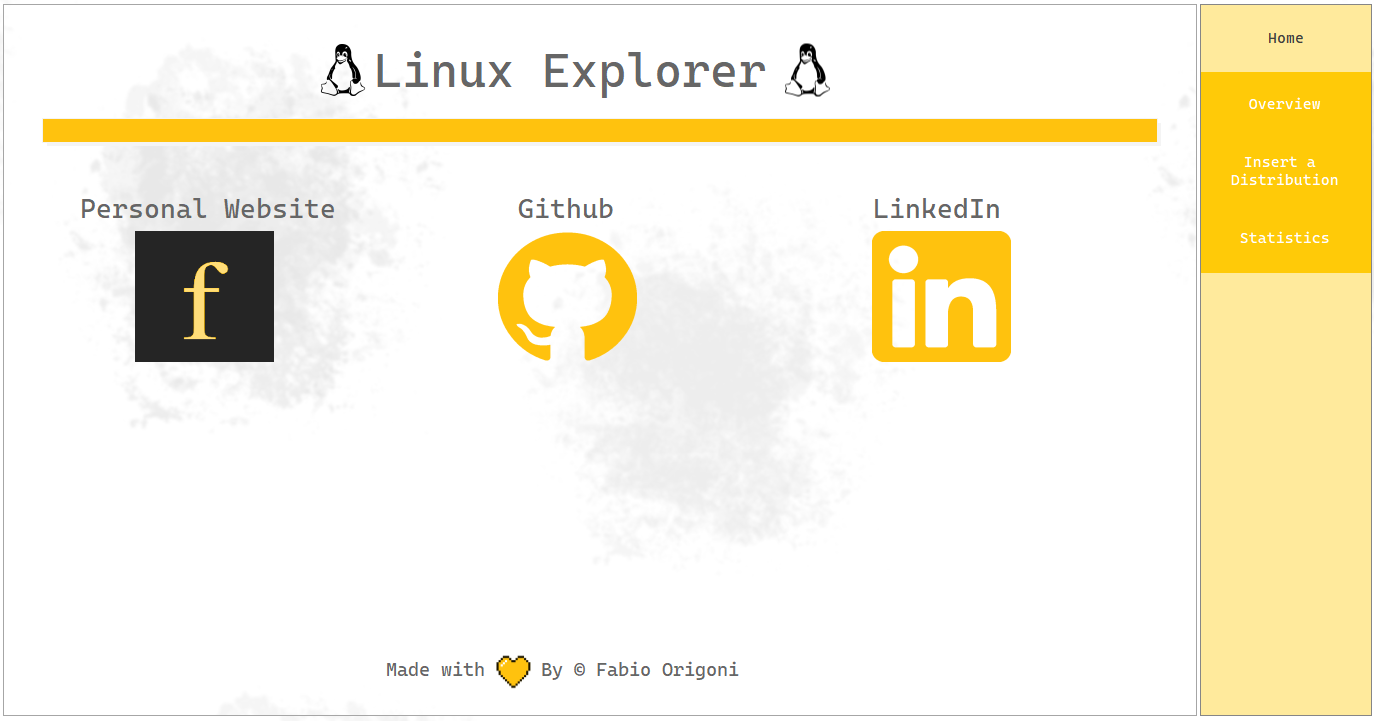 Linux Explorer
Home
Overview
Insert a
Distribution
Statistics
Personal Website
Github
LinkedIn
f
in
Made with By © Fabio Origoni